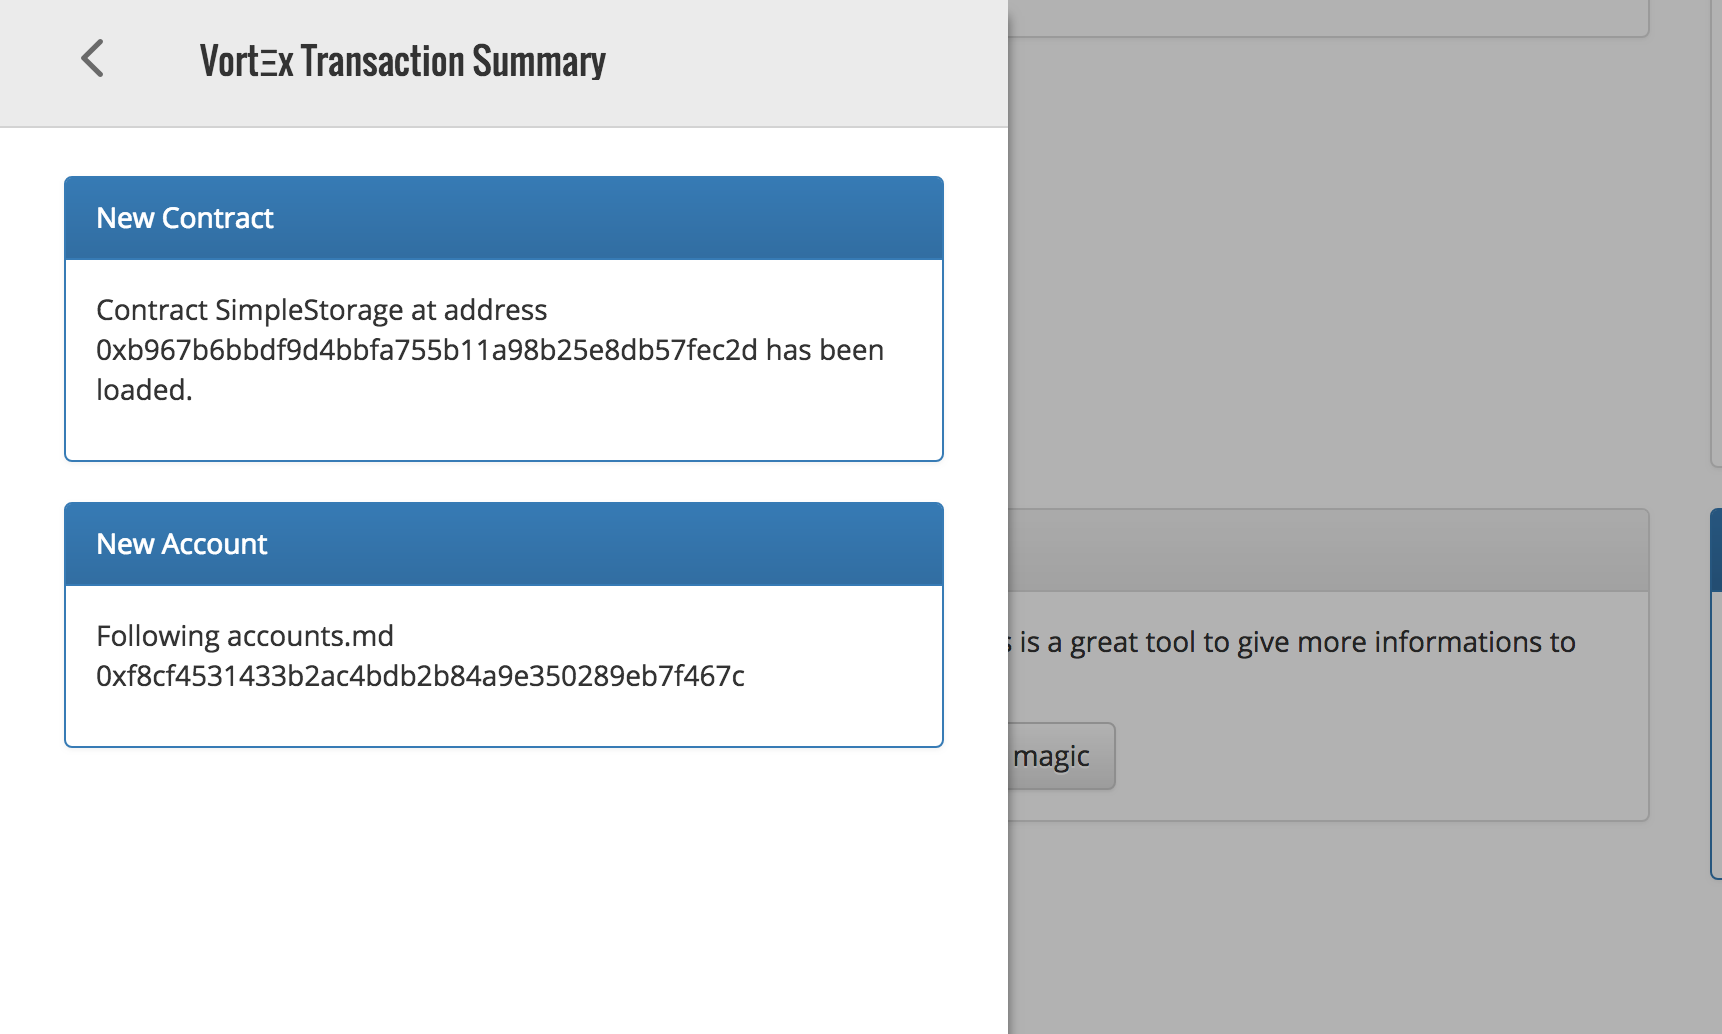 VortΞx Transaction Summary
New Contract
Contract SimpleStorage at address
0xb967b6bbdf9d4bbfa755b11a98b25e8db57fec2d has been
loaded.
New Account
Following accounts.md
0xf8cf4531433b2ac4bdb2b84a9e350289eb7f467c
is a great tool to give more informations to
magic